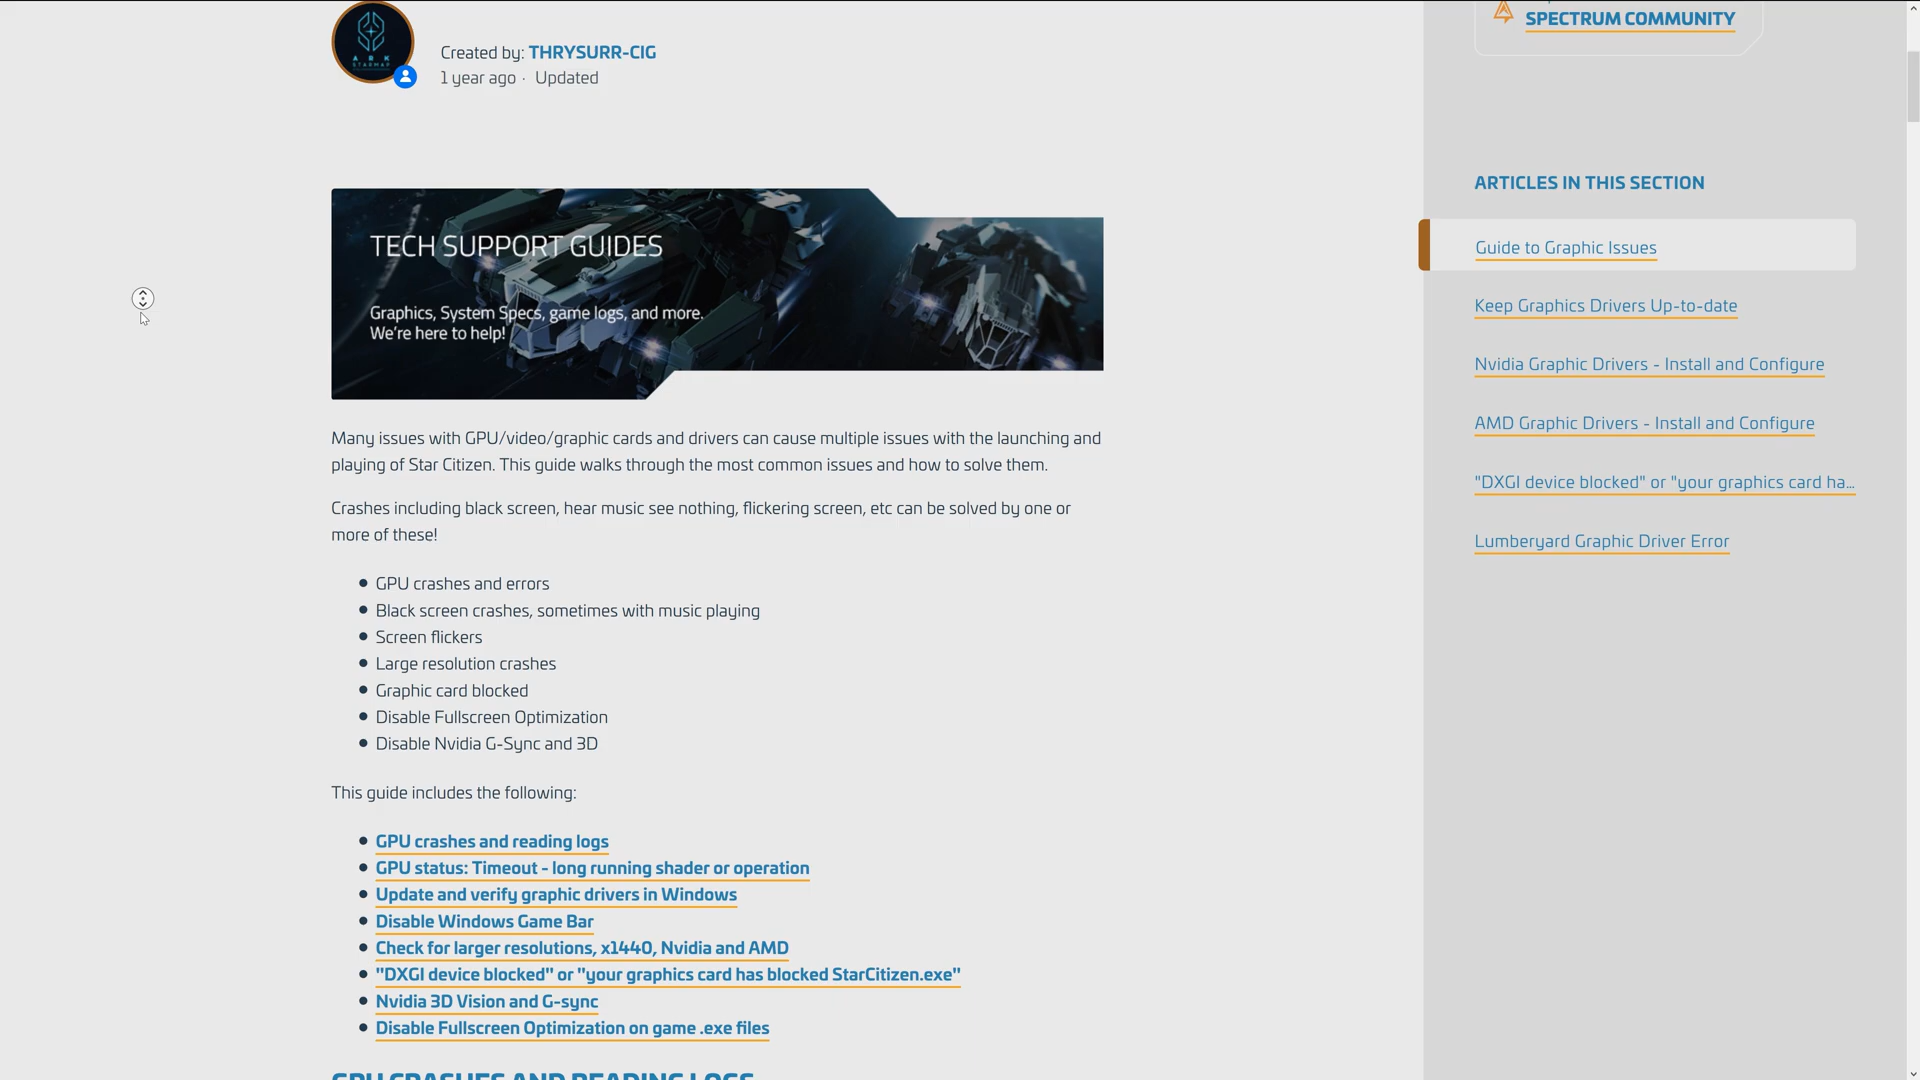 SPECTRUM COMMUNITY
ARK
STARMAP
Created by: THRYSURR-CIG
1 year ago · Updated
TECH SUPPORT GUIDES
Graphics, System Specs, game logs, and more.
We're here to help!
Many issues with GPU/video/graphic cards and drivers can cause multiple issues with the launching and
playing of Star Citizen. This guide walks through the most common issues and how to solve them.
Crashes including black screen, hear music see nothing, flickering screen, etc can be solved by one or
more of these!
GPU crashes and errors
Black screen crashes, sometimes with music playing
Screen flickers
Large resolution crashes
Graphic card blocked
Disable Fullscreen Optimization
Disable Nvidia G-Sync and 3D
This guide includes the following:
GPU crashes and reading logs
GPU status: Timeout - long running shader or operation
Update and verify graphic drivers in Windows
Disable Windows Game Bar
Check for larger resolutions, x1440, Nvidia and AMD
"DXGI device blocked" or "your graphics card has blocked StarCitizen.exe"
Nvidia 3D Vision and G-sync
Disable Fullscreen Optimization on game .exe files
GPU CRASHES AND READING LOGS
ARTICLES IN THIS SECTION
Guide to Graphic Issues
Keep Graphics Drivers Up-to-date
Nvidia Graphic Drivers - Install and Configure
AMD Graphic Drivers - Install and Configure
"DXGI device blocked" or "your graphics card ha...
Lumberyard Graphic Driver Error